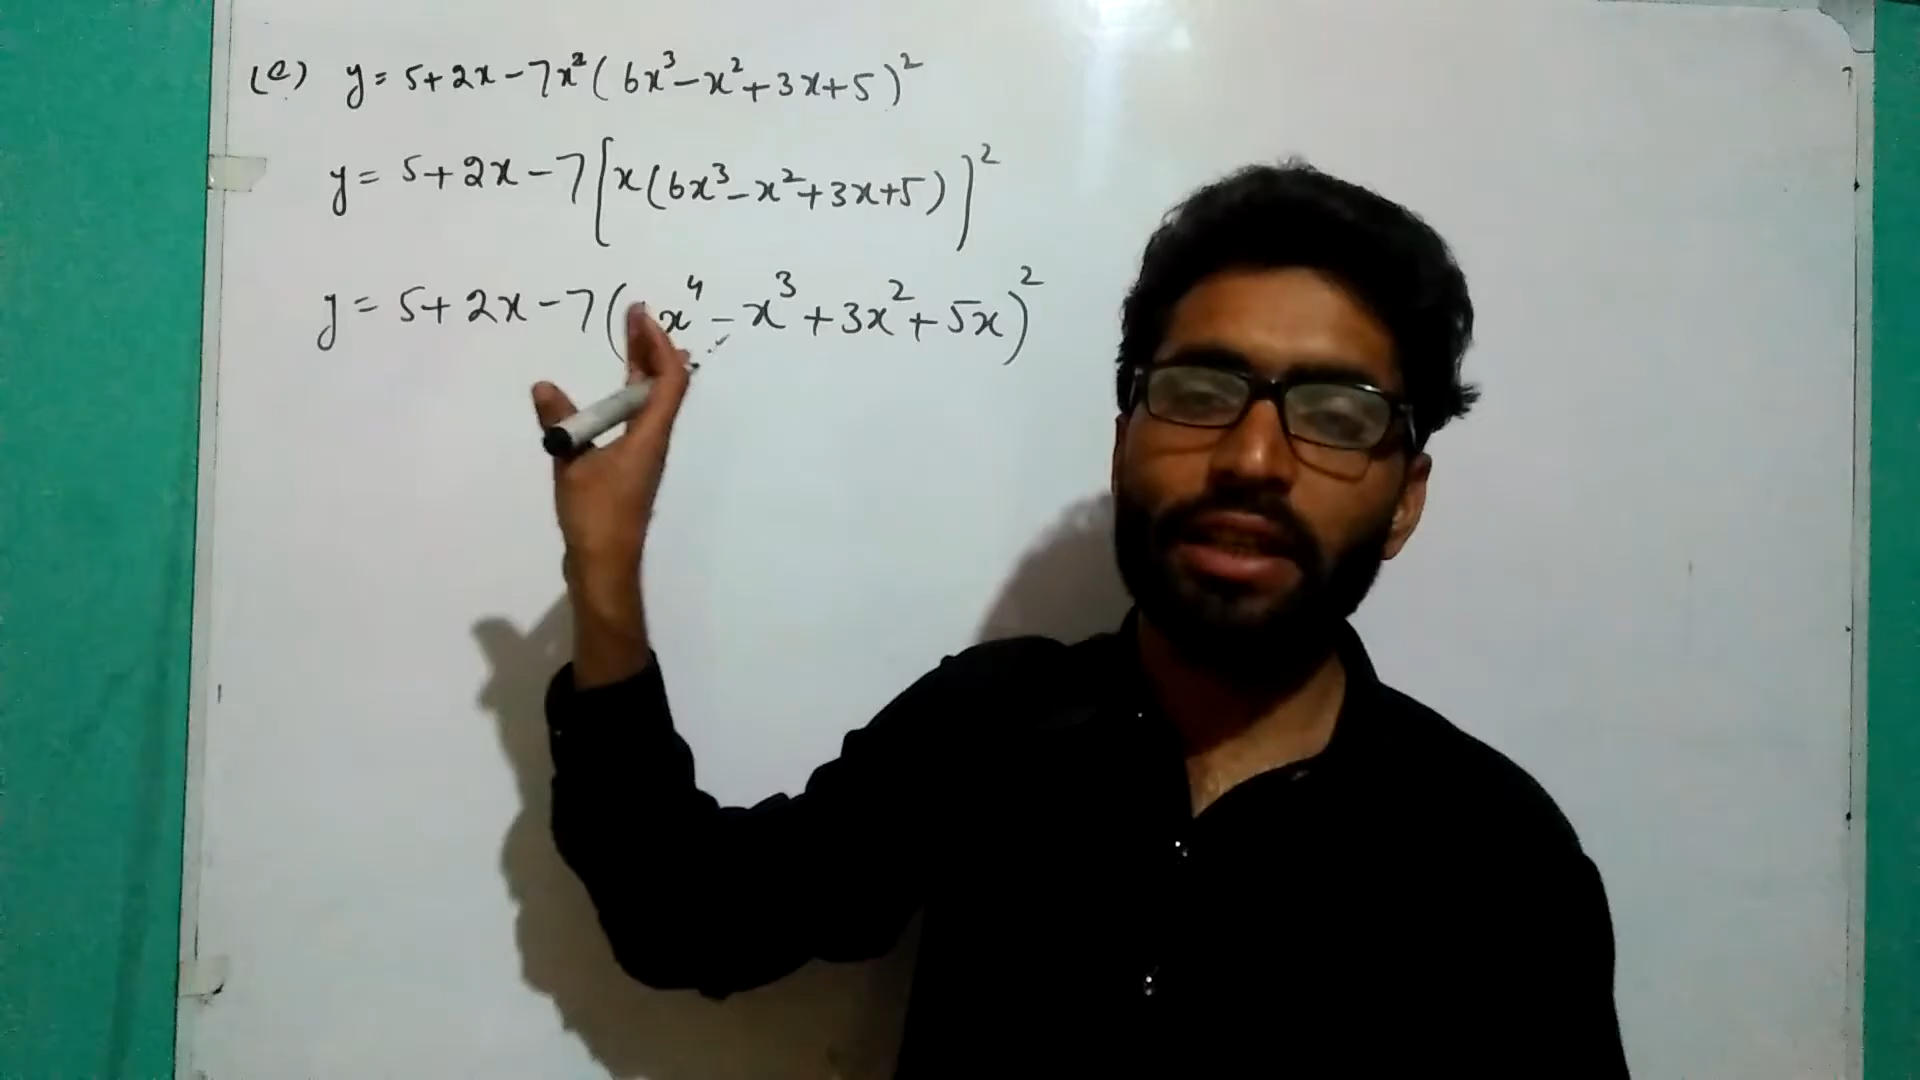 (e) y = 5+2x-7x²(6x³-x²+3x+5)²
y = 5+2x-7[x(6x³-x²+3x+5)]²
y = 5+2x-7(x⁴-x³+3x²+5x)²